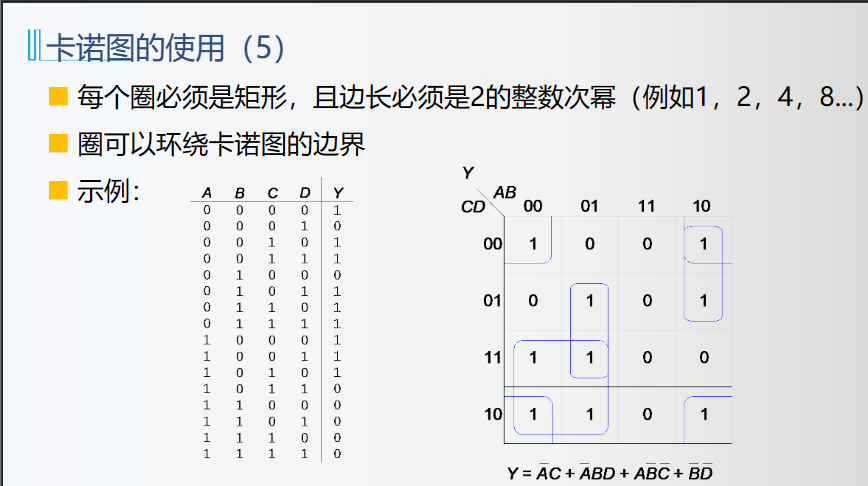 卡诺图的使用（5）
每个圈必须是矩形，且边长必须是2的整数次幂（例如1，2，4，8...）
圈可以环绕卡诺图的边界
示例：
A B C D Y
0 0 0 0 1
0 0 0 1 0
0 0 1 0 1
0 0 1 1 1
0 1 0 0 0
0 1 0 1 1
0 1 1 0 1
0 1 1 1 1
1 0 0 0 1
1 0 0 1 1
1 0 1 0 1
1 0 1 1 0
1 1 0 0 0
1 1 0 1 0
1 1 1 0 0
1 1 1 1 0
Y
AB
CD 00 01 11 10
00 1 0 0 1
01 0 1 0 1
11 1 1 0 0
10 1 1 0 1
Y = A̅C + A̅BD + AB̅C̅ + B̅D̅